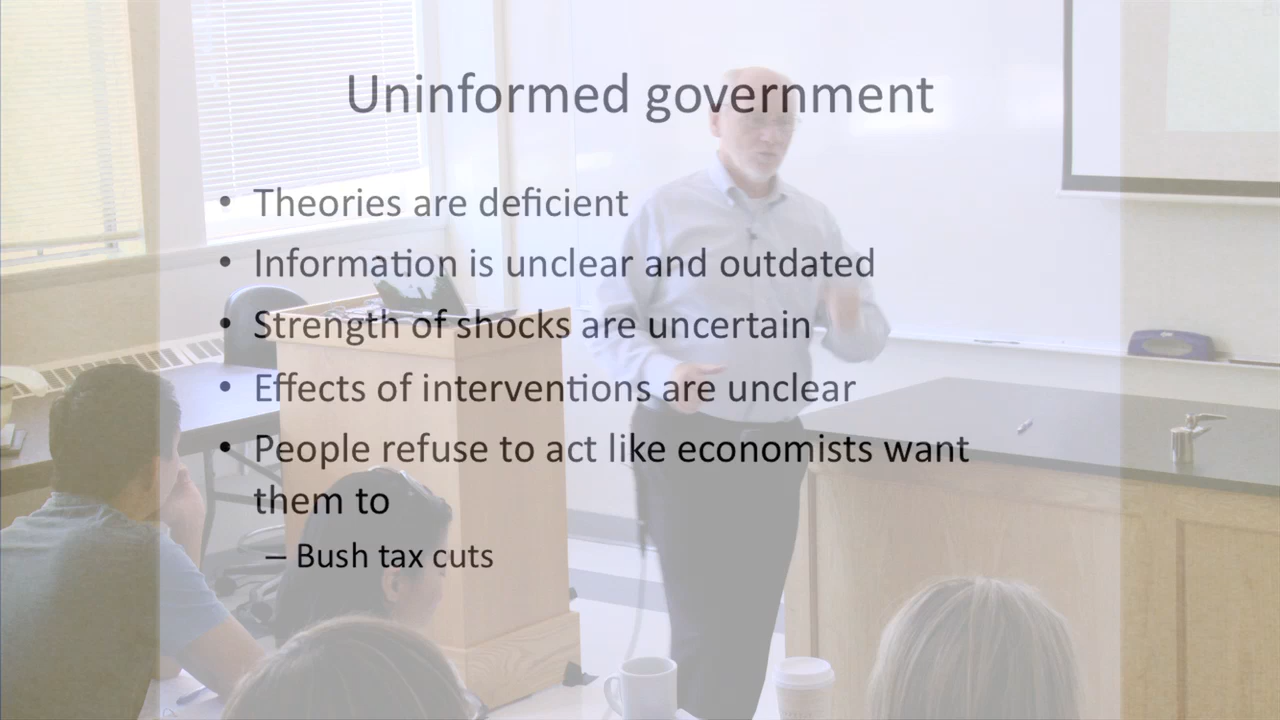 Uninformed government
• Theories are deficient
• Information is unclear and outdated
• Strength of shocks are uncertain
• Effects of interventions are unclear
• People refuse to act like economists want
them to
– Bush tax cuts